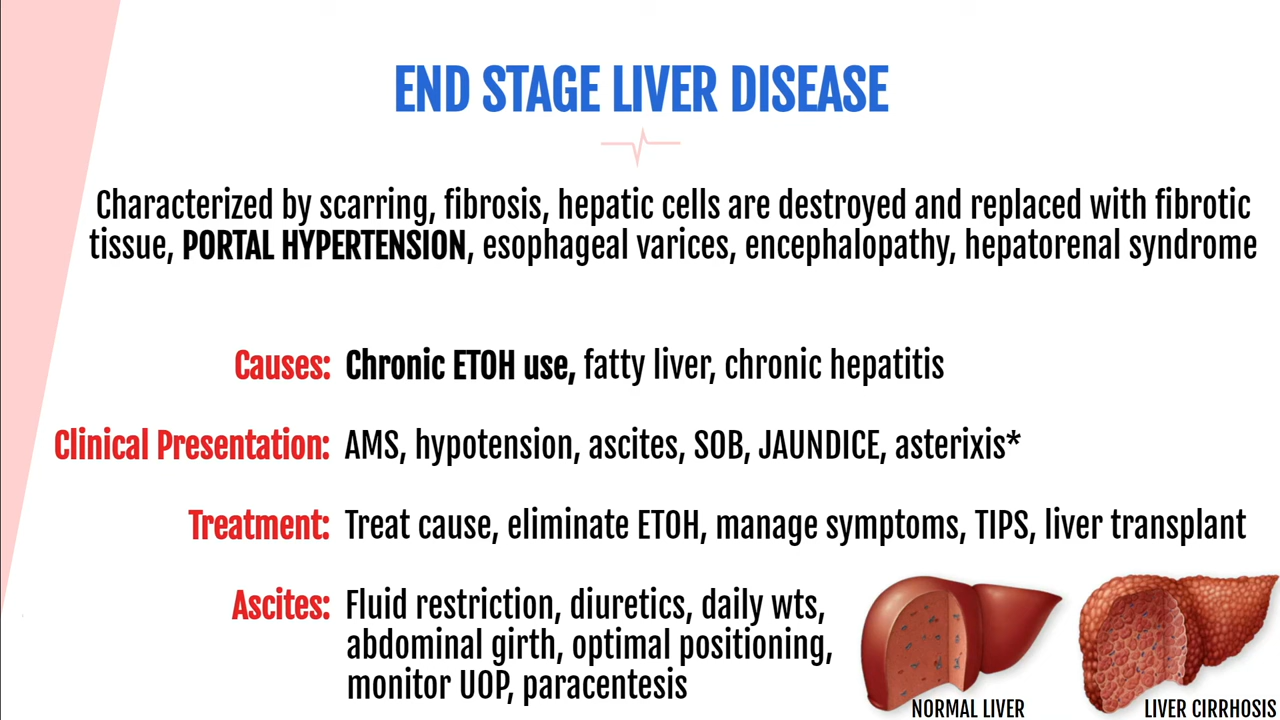 END STAGE LIVER DISEASE
Characterized by scarring, fibrosis, hepatic cells are destroyed and replaced with fibrotic
tissue, PORTAL HYPERTENSION, esophageal varices, encephalopathy, hepatorenal syndrome
Causes: Chronic ETOH use, fatty liver, chronic hepatitis
Clinical Presentation: AMS, hypotension, ascites, SOB, JAUNDICE, asterixis*
Treatment: Treat cause, eliminate ETOH, manage symptoms, TIPS, liver transplant
Ascites: Fluid restriction, diuretics, daily wts,
abdominal girth, optimal positioning,
monitor UOP, paracentesis
NORMAL LIVER
LIVER CIRRHOSIS